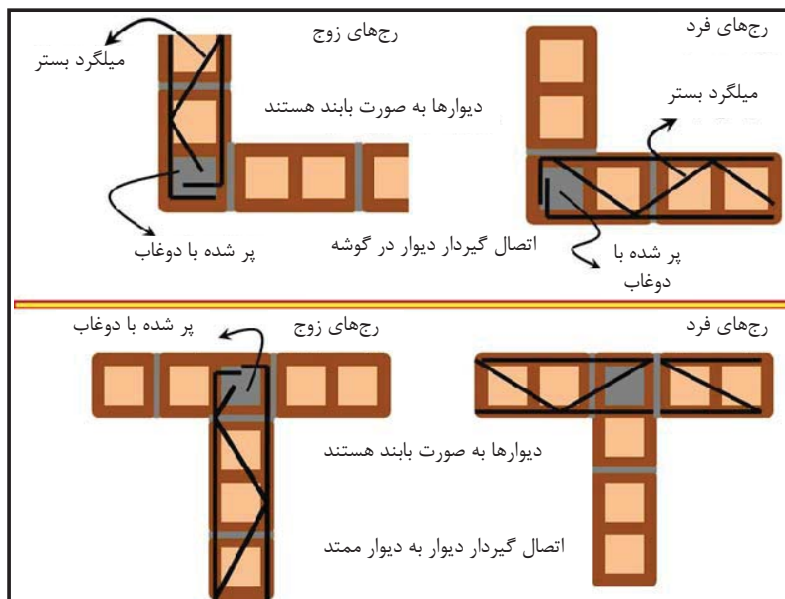 رج‌های فرد
رج‌های زوج
میلگرد بستر
میلگرد بستر
دیوارها به صورت بابند هستند
اتصال گیردار دیوار در گوشه
پر شده با
دوغاب
پر شده با دوغاب
رج‌های فرد
رج‌های زوج
پر شده با دوغاب
دیوارها به صورت بابند هستند
اتصال گیردار دیوار به دیوار ممتد